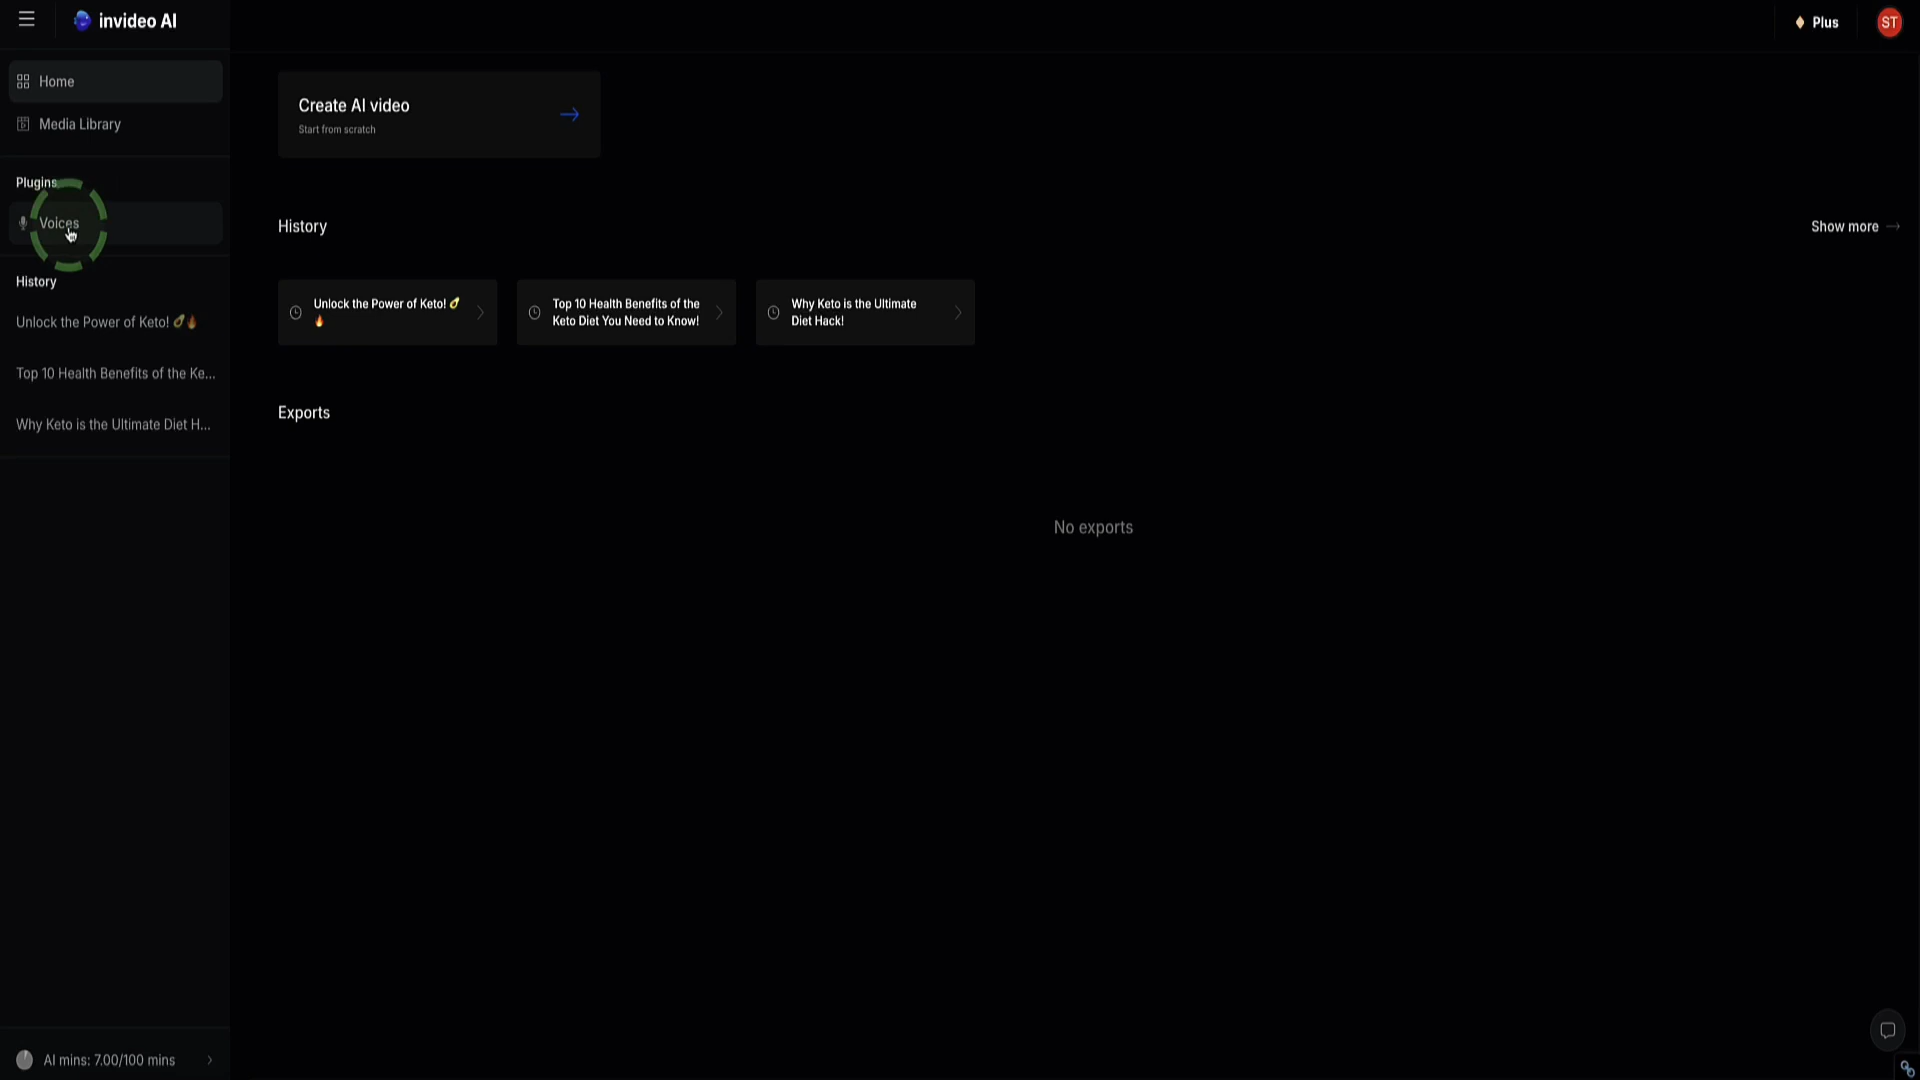 invideo AI
Plus
ST
Home
Media Library
Plugins
Voices
History
Unlock the Power of Keto! 🥑🔥
Top 10 Health Benefits of the Ke...
Why Keto is the Ultimate Diet H...
AI mins: 7.00/100 mins
Create AI video
Start from scratch
History
Show more
Unlock the Power of Keto! 🥑
🔥
Top 10 Health Benefits of the
Keto Diet You Need to Know!
Why Keto is the Ultimate
Diet Hack!
Exports
No exports